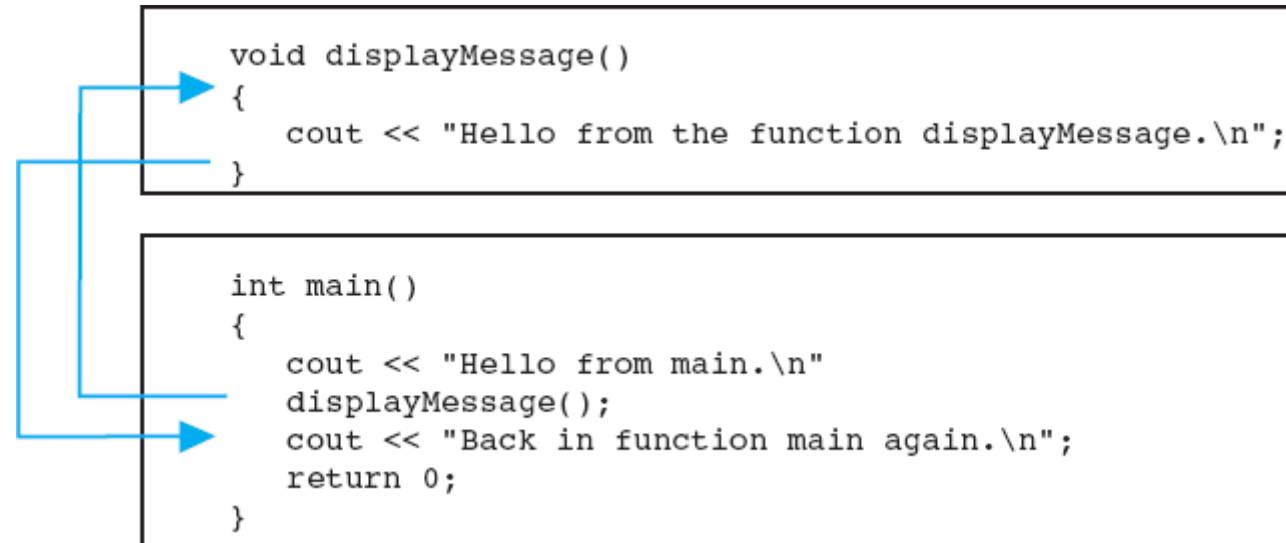 void displayMessage()
{
cout << "Hello from the function displayMessage.\n";
}
int main()
{
cout << "Hello from main.\n"
displayMessage();
cout << "Back in function main again.\n";
return 0;
}